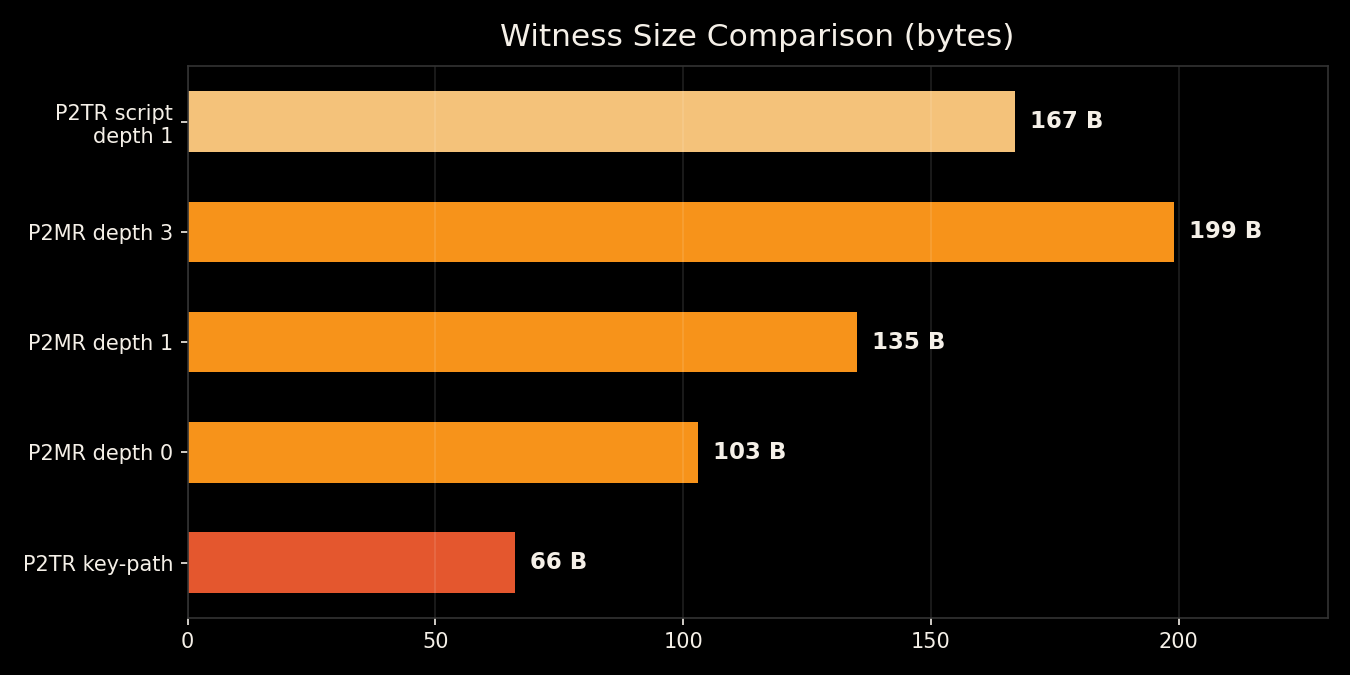 Witness Size Comparison (bytes)
P2TR script
depth 1
167 B
P2MR depth 3
199 B
P2MR depth 1
135 B
P2MR depth 0
103 B
P2TR key-path
66 B
0 50 100 150 200